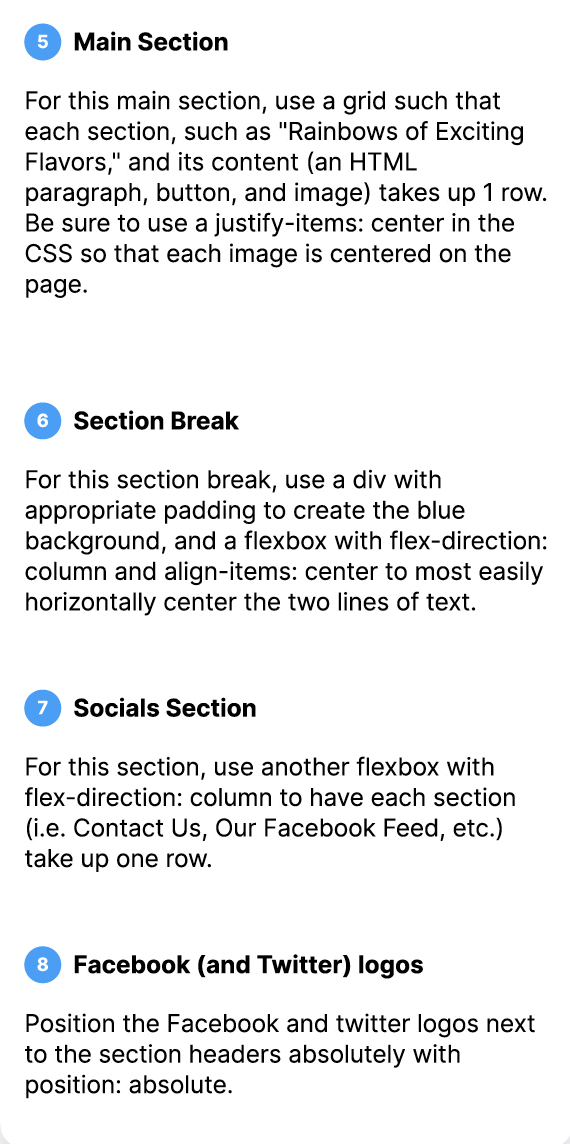 5 Main Section
For this main section, use a grid such that
each section, such as "Rainbows of Exciting
Flavors," and its content (an HTML
paragraph, button, and image) takes up 1 row.
Be sure to use a justify-items: center in the
CSS so that each image is centered on the
page.
6 Section Break
For this section break, use a div with
appropriate padding to create the blue
background, and a flexbox with flex-direction:
column and align-items: center to most easily
horizontally center the two lines of text.
7 Socials Section
For this section, use another flexbox with
flex-direction: column to have each section
(i.e. Contact Us, Our Facebook Feed, etc.)
take up one row.
8 Facebook (and Twitter) logos
Position the Facebook and twitter logos next
to the section headers absolutely with
position: absolute.